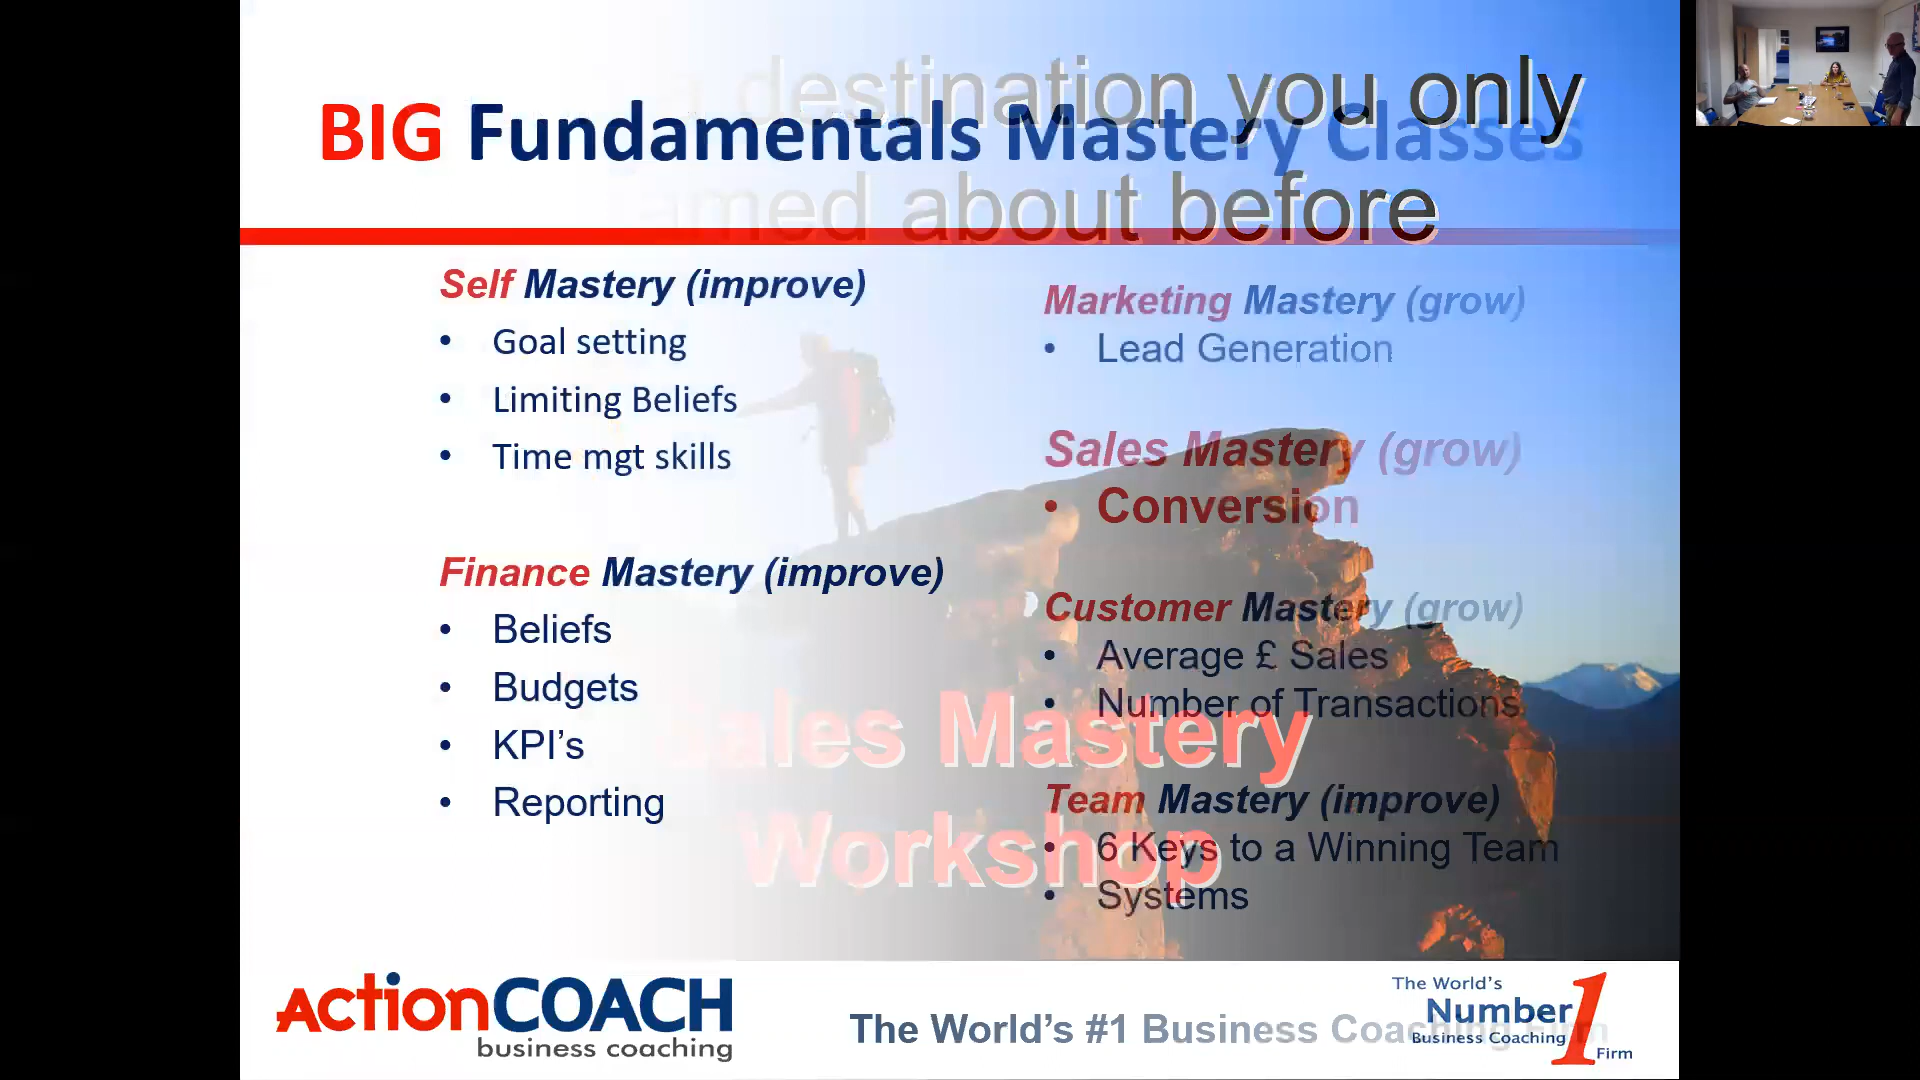 a destination you only
BIG Fundamentals Mastery Classes
amed about before
Self Mastery (improve)
• Goal setting
• Limiting Beliefs
• Time mgt skills
Finance Mastery (improve)
• Beliefs
• Budgets
• KPI’s
• Reporting
Marketing Mastery (grow)
• Lead Generation
Sales Mastery (grow)
• Conversion
Customer Mastery (grow)
• Average £ Sales
• Number of Transactions
Team Mastery (improve)
• 6 Keys to a Winning Team
• Systems
Sales Mastery
Workshop
ActionCOACH
business coaching
The World’s #1 Business Coaching Firm
The World’s
Number 1
Business Coaching
Firm